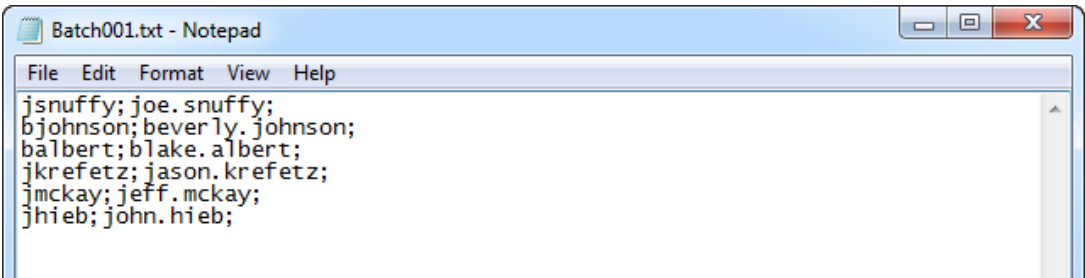 Batch001.txt - Notepad
File Edit Format View Help
jsnuffy;joe.snuffy;
bjohnson;beverly.johnson;
balbert;blake.albert;
jkrefetz;jason.krefetz;
jmckay;jeff.mckay;
jhieb;john.hieb;